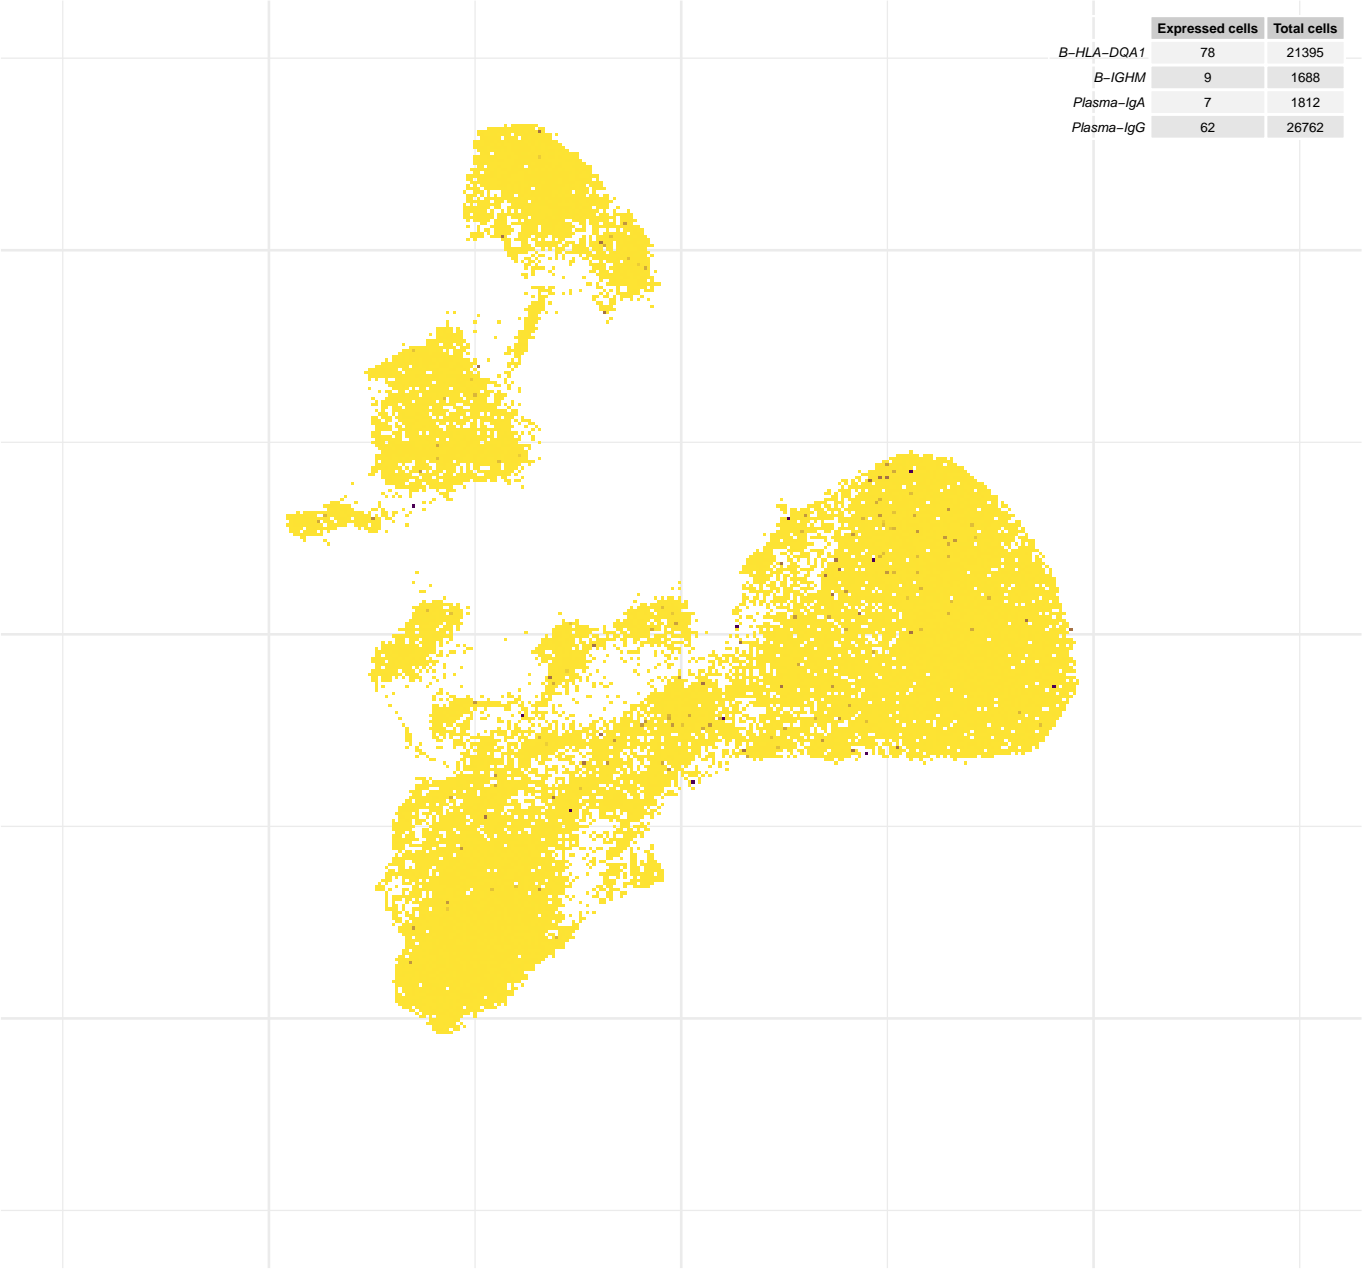 Expressed cells Total cells
B−HLA−DQA1 78 21395
B−IGHM 9 1688
Plasma−IgA 7 1812
Plasma−IgG 62 26762